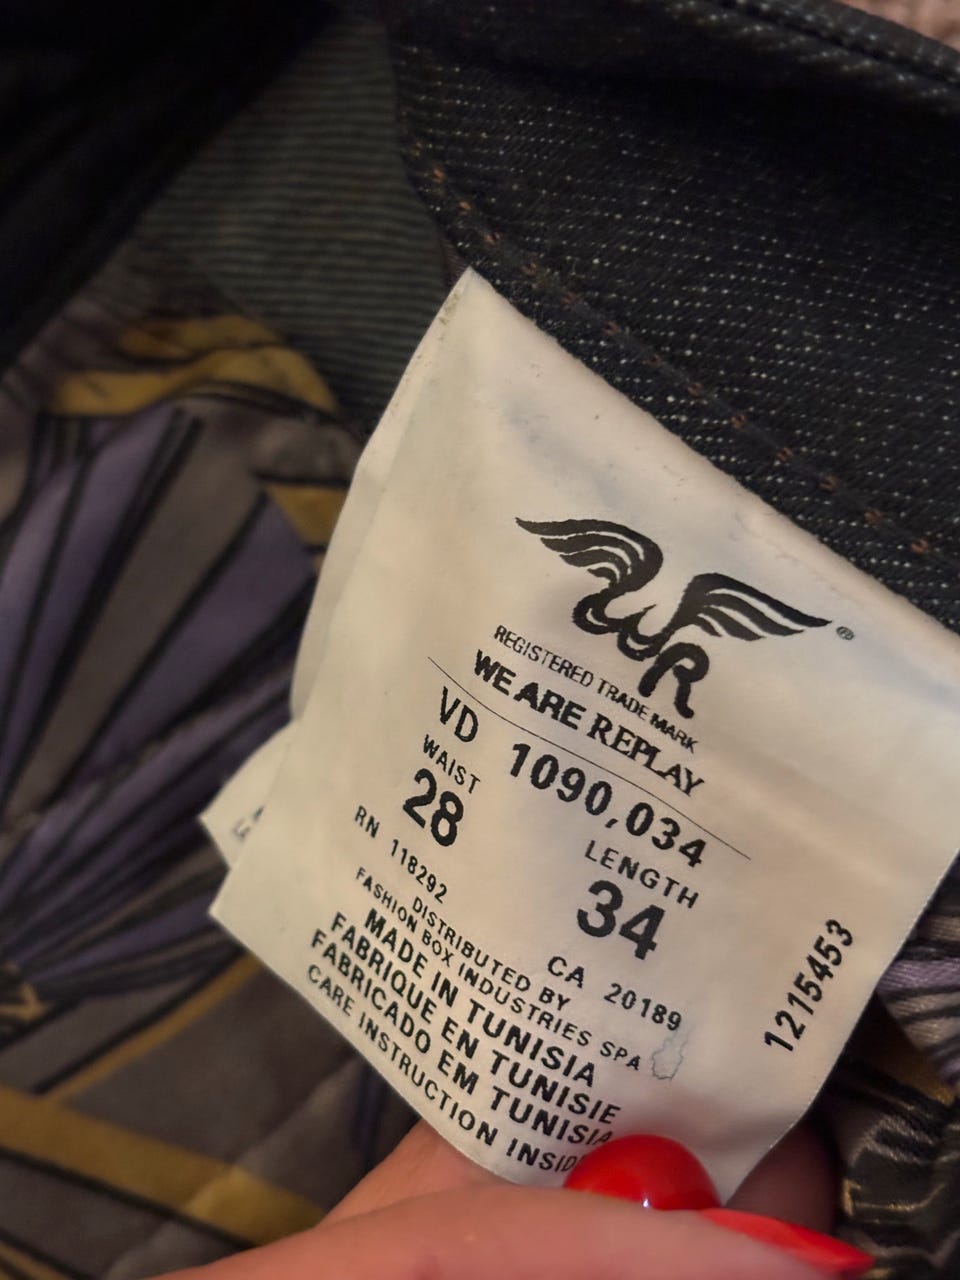 WR®
REGISTERED TRADE MARK
WE ARE REPLAY
VD 1090,034
WAIST LENGTH
28 34
RN 118292 CA 20189
DISTRIBUTED BY
FASHION BOX INDUSTRIES SPA
MADE IN TUNISIA
FABRIQUE EN TUNISIE
FABRICADO EM TUNISIA
CARE INSTRUCTION INSID
1215453